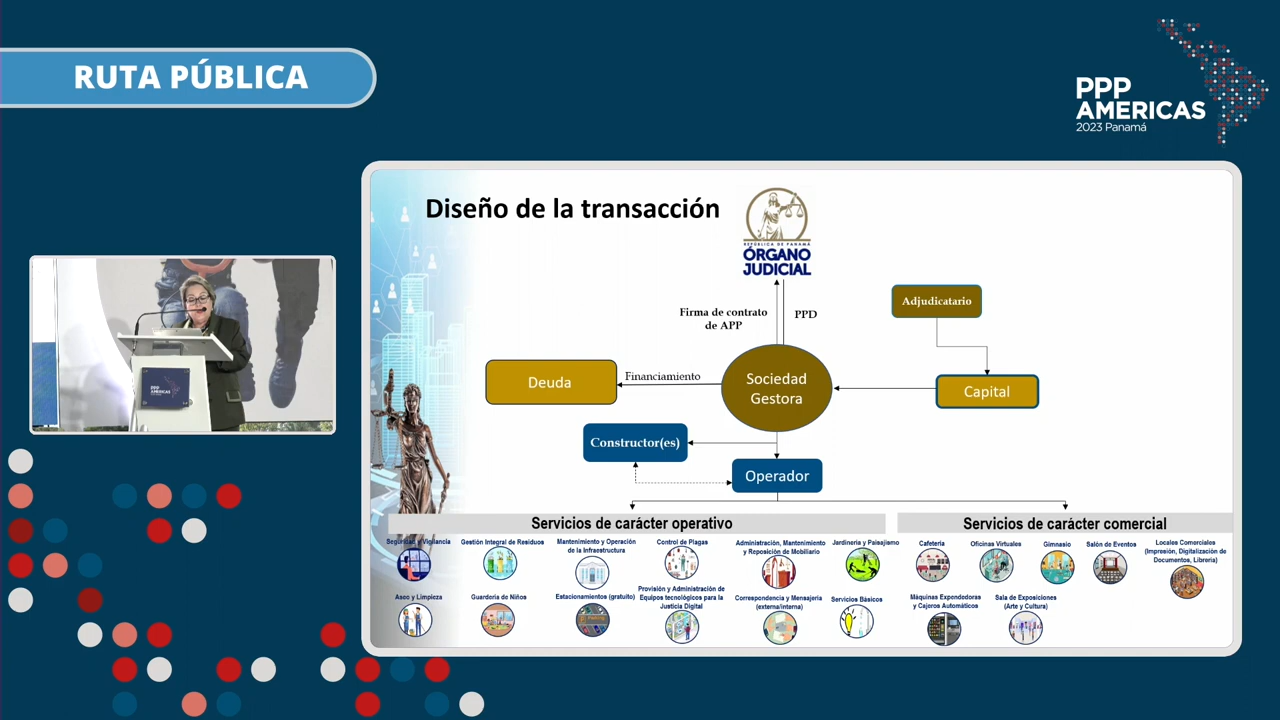 RUTA PÚBLICA
PPP
AMERICAS
2023 Panamá
Diseño de la transacción
REPÚBLICA DE PANAMÁ
ÓRGANO
JUDICIAL
Firma de contrato
de APP
PPD
Adjudicatario
Deuda
Financiamiento
Sociedad
Gestora
Capital
Constructor(es)
Operador
Servicios de carácter operativo
Servicios de carácter comercial
Seguridad y Vigilancia
Gestión Integral de Residuos
Mantenimiento y Operación
de la Infraestructura
Control de Plagas
Administración, Mantenimiento
y Reposición de Mobiliario
Jardinería y Paisajismo
Cafetería
Oficinas Virtuales
Gimnasio
Salón de Eventos
Locales Comerciales
(Impresión, Digitalización de
Documentos, Librería)
Aseo y Limpieza
Guardería de Niños
Estacionamientos (gratuito)
Provisión y Administración de
Equipos tecnológicos para la
Justicia Digital
Correspondencia y Mensajería
(externa/interna)
Servicios Básicos
Máquinas Expendedoras
y Cajeros Automáticos
Sala de Exposiciones
(Arte y Cultura)
PPP
AMERICAS